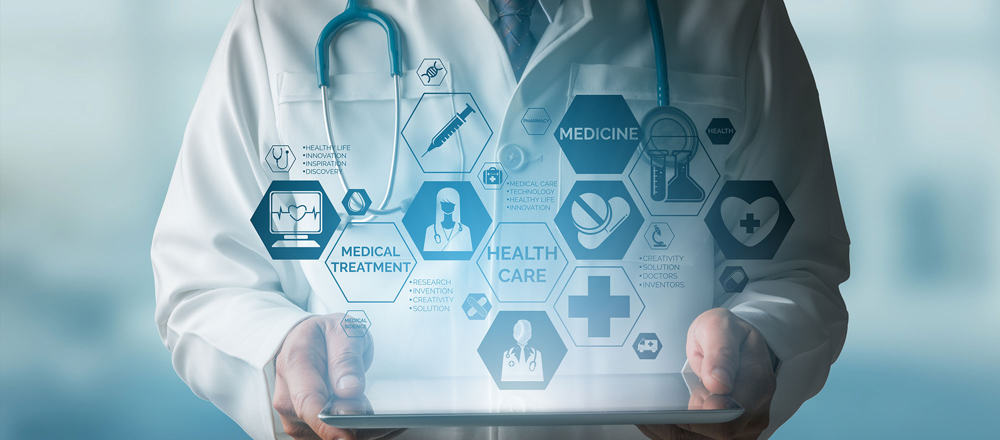 PHARMACY
MEDICINE
HEALTH
▪HEALTHY LIFE
▪INNOVATION
▪INSPIRATION
▪DISCOVERY
▪MEDICAL CARE
▪TECHNOLOGY
▪HEALTHY LIFE
▪INNOVATION
MEDICAL
TREATMENT
HEALTH
CARE
▪CREATIVITY
▪SOLUTION
▪DOCTORS
▪INVENTORS
▪RESEARCH
▪INVENTION
▪CREATIVITY
▪SOLUTION
MEDICAL
SCIENCE